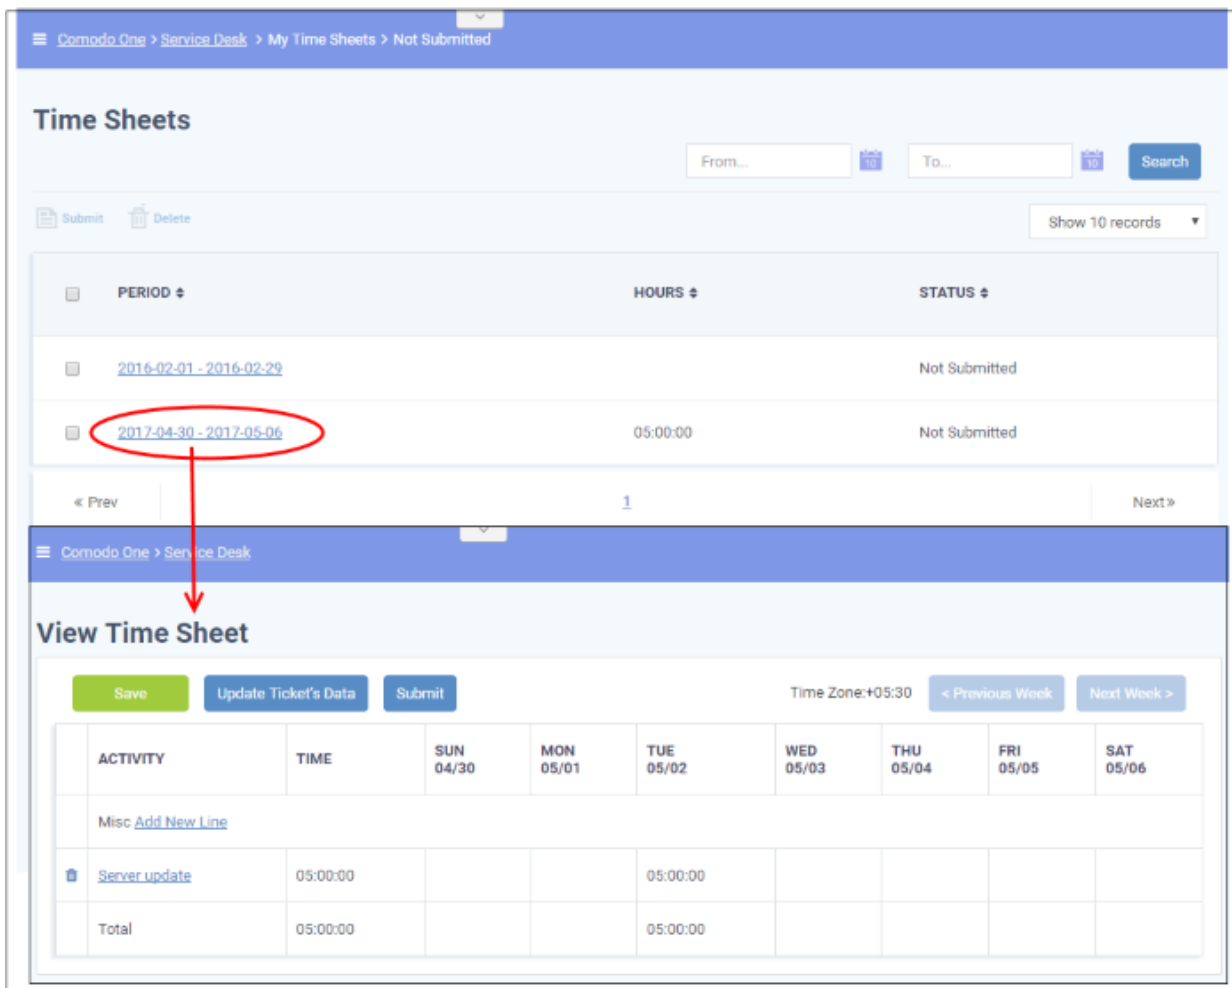 Comodo One > Service Desk > My Time Sheets > Not Submitted
Time Sheets
From... 10 To... 10 Search
Submit Delete Show 10 records
PERIOD HOURS STATUS
2016-02-01 - 2016-02-29 Not Submitted
2017-04-30 - 2017-05-06 05:00:00 Not Submitted
« Prev 1 Next »
Comodo One > Service Desk
View Time Sheet
Save Update Ticket's Data Submit Time Zone:+05:30 < Previous Week Next Week >
ACTIVITY TIME SUN 04/30 MON 05/01 TUE 05/02 WED 05/03 THU 05/04 FRI 05/05 SAT 05/06
Misc Add New Line
Server update 05:00:00 05:00:00
Total 05:00:00 05:00:00